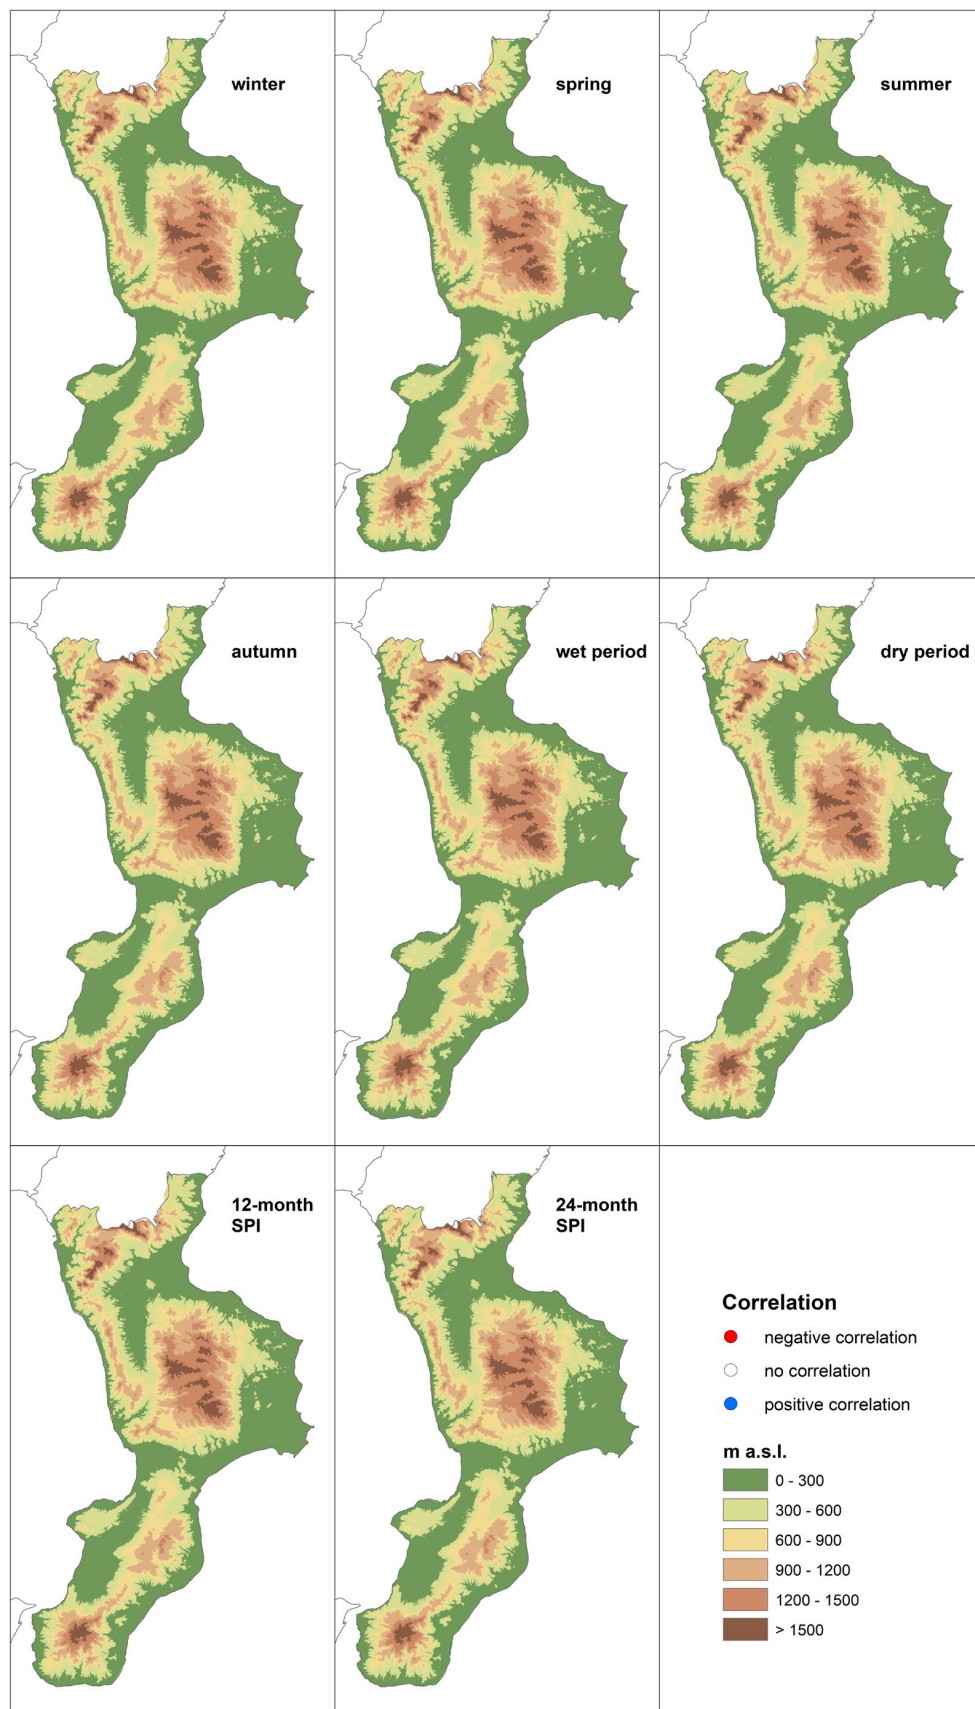 winter
spring
summer
autumn
wet period
dry period
12-month
SPI
24-month
SPI
Correlation
negative correlation
no correlation
positive correlation
m a.s.l.
0 - 300
300 - 600
600 - 900
900 - 1200
1200 - 1500
> 1500